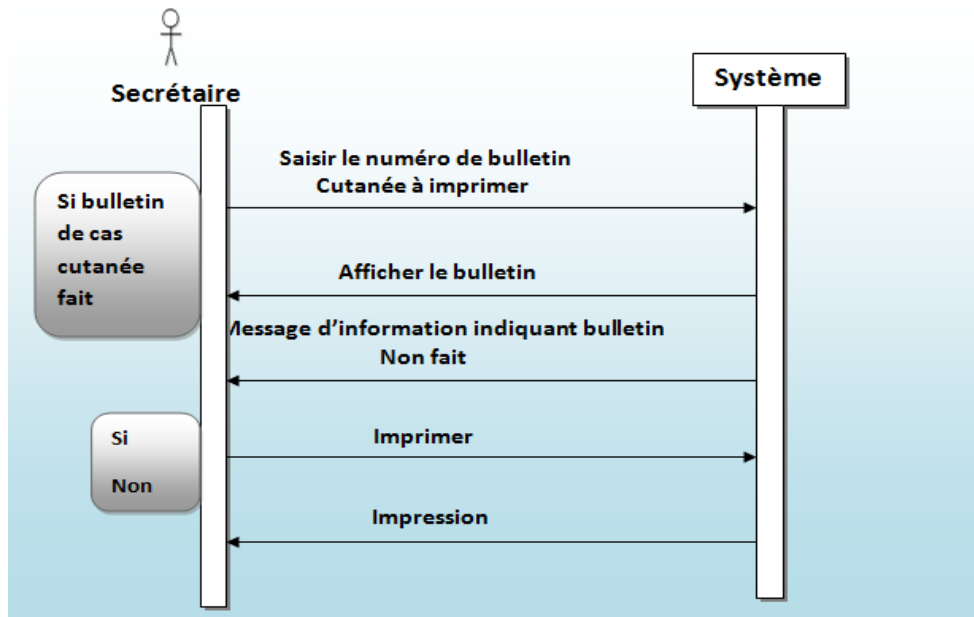 Secrétaire
Système
Saisir le numéro de bulletin
Cutanée à imprimer
Si bulletin
de cas
cutanée
fait
Afficher le bulletin
Message d'information indiquant bulletin
Non fait
Si
Non
Imprimer
Impression